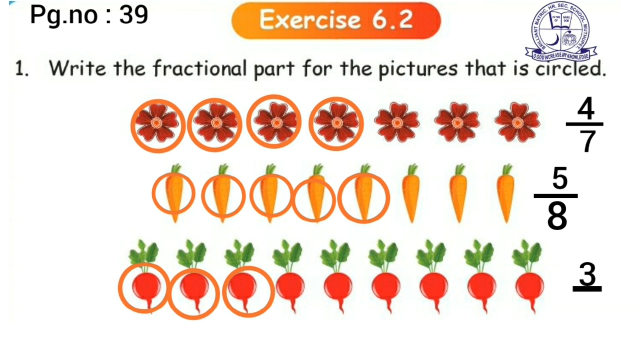 Pg.no : 39
Exercise 6.2
1. Write the fractional part for the pictures that is circled.
4
7
5
8
3